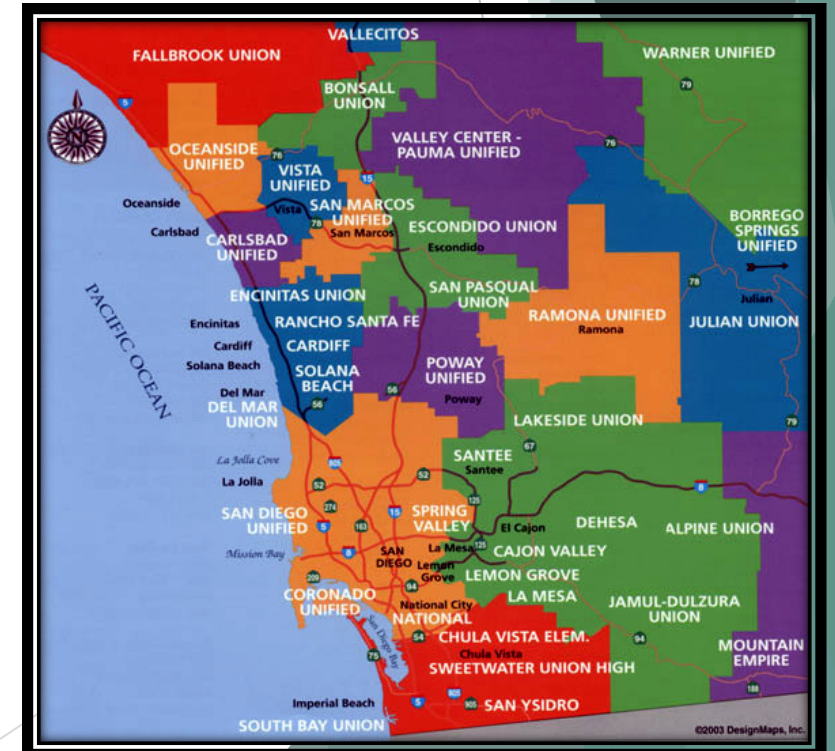 VALLECITOS
FALLBROOK UNION
WARNER UNIFIED
5
79
BONSALL
UNION
N
VALLEY CENTER -
PAUMA UNIFIED
76
OCEANSIDE
UNIFIED
76
VISTA
UNIFIED
15
Oceanside
SAN MARCOS
UNIFIED
Vista
78
San Marcos
BORREGO
SPRINGS
UNIFIED
Carlsbad
CARLSBAD
UNIFIED
ESCONDIDO UNION
Escondido
PACIFIC OCEAN
ENCINITAS UNION
SAN PASQUAL
UNION
78
Julian
Encinitas
RANCHO SANTA FE
RAMONA UNIFIED
Ramona
JULIAN UNION
Cardiff
CARDIFF
Solana Beach
SOLANA
BEACH
POWAY
UNIFIED
Del Mar
56
56
Poway
DEL MAR
UNION
LAKESIDE UNION
79
67
La Jolla Cove
805
SANTEE
Santee
La Jolla
52
52
8
274
125
SAN DIEGO
UNIFIED
5
163
15
SPRING
VALLEY
El Cajon
DEHESA
ALPINE UNION
Mission Bay
8
SAN
DIEGO
La Mesa
125
CAJON VALLEY
Lemon
Grove
209
94
LEMON GROVE
CORONADO
UNIFIED
LA MESA
JAMUL-DULZURA
UNION
National City
NATIONAL
San Diego Bay
54
CHULA VISTA ELEM.
94
75
Chula Vista
MOUNTAIN
EMPIRE
SWEETWATER UNION HIGH
188
Imperial Beach
5
805
905
SAN YSIDRO
SOUTH BAY UNION
©2003 DesignMaps, Inc.